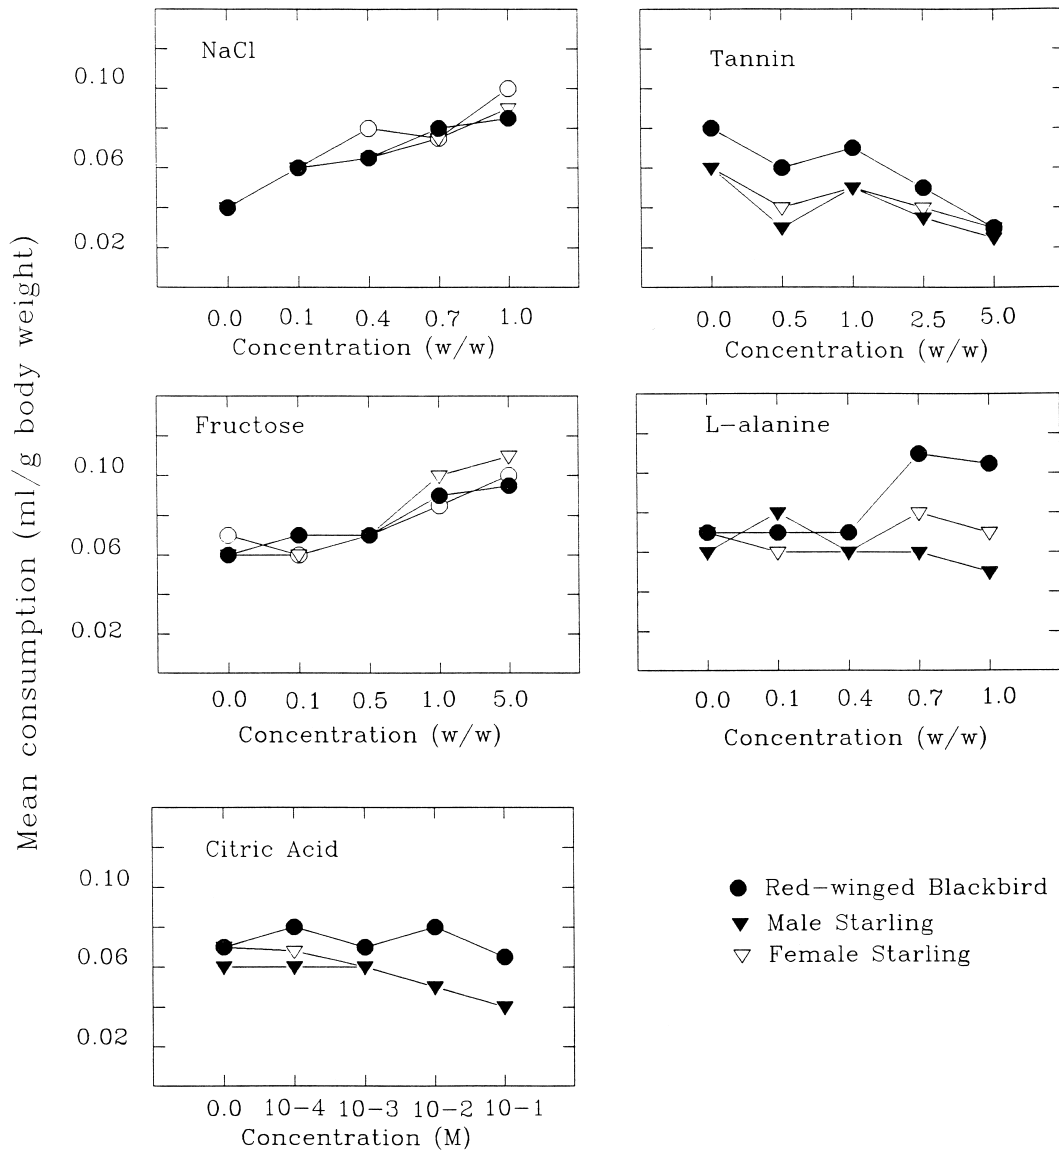 Mean consumption (ml/g body weight)
NaCl
0.10
0.06
0.02
0.0 0.1 0.4 0.7 1.0
Concentration (w/w)
Tannin
0.0 0.5 1.0 2.5 5.0
Concentration (w/w)
Fructose
0.10
0.06
0.02
0.0 0.1 0.5 1.0 5.0
Concentration (w/w)
L-alanine
0.0 0.1 0.4 0.7 1.0
Concentration (w/w)
Citric Acid
0.10
0.06
0.02
0.0 10-4 10-3 10-2 10-1
Concentration (M)
Red-winged Blackbird
Male Starling
Female Starling